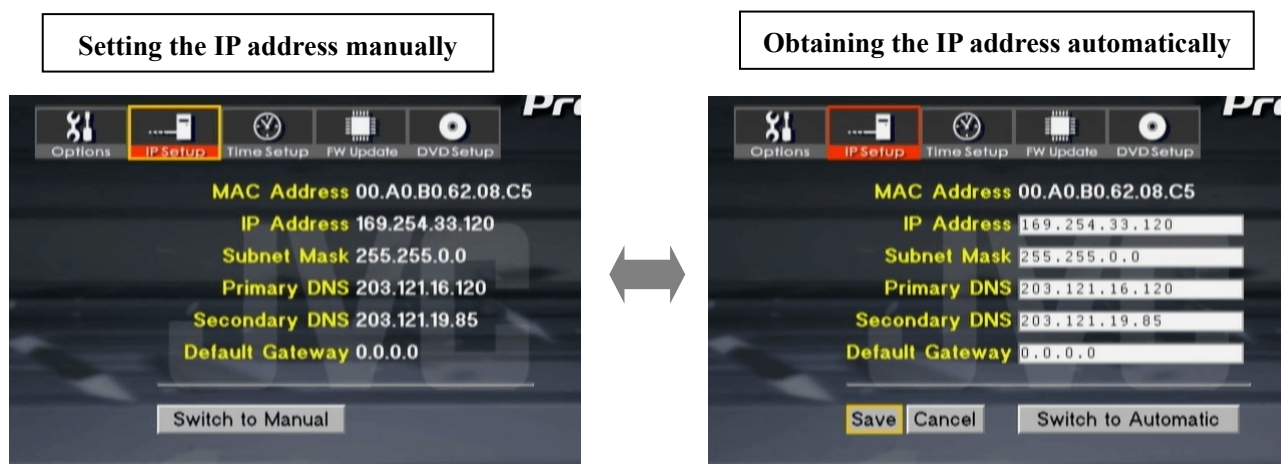 Setting the IP address manually
Pr
Options IP Setup Time Setup FW Update DVD Setup
MAC Address 00.A0.B0.62.08.C5
IP Address 169.254.33.120
Subnet Mask 255.255.0.0
Primary DNS 203.121.16.120
Secondary DNS 203.121.19.85
Default Gateway 0.0.0.0
JVC
Switch to Manual
Obtaining the IP address automatically
Pr
Options IP Setup Time Setup FW Update DVD Setup
MAC Address 00.A0.B0.62.08.C5
IP Address 169.254.33.120
Subnet Mask 255.255.0.0
Primary DNS 203.121.16.120
Secondary DNS 203.121.19.85
Default Gateway 0.0.0.0
JVC
Save Cancel Switch to Automatic